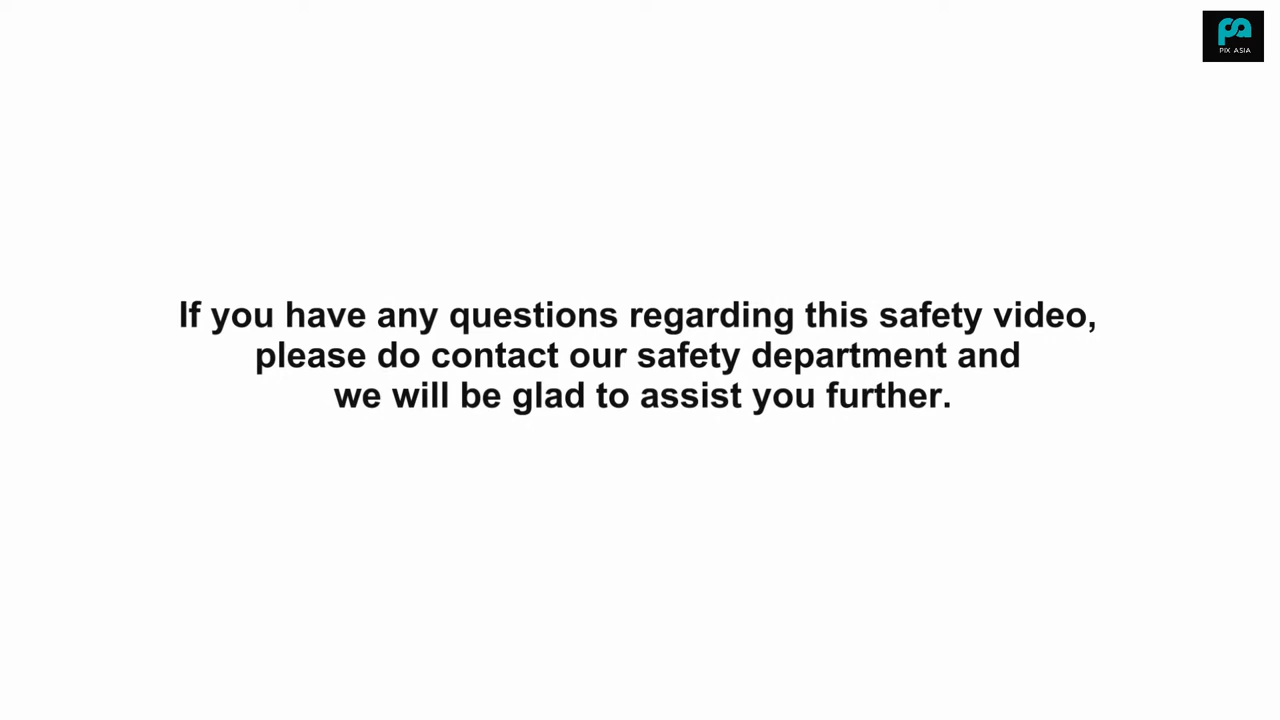 pa
PIX ASIA
If you have any questions regarding this safety video,
please do contact our safety department and
we will be glad to assist you further.